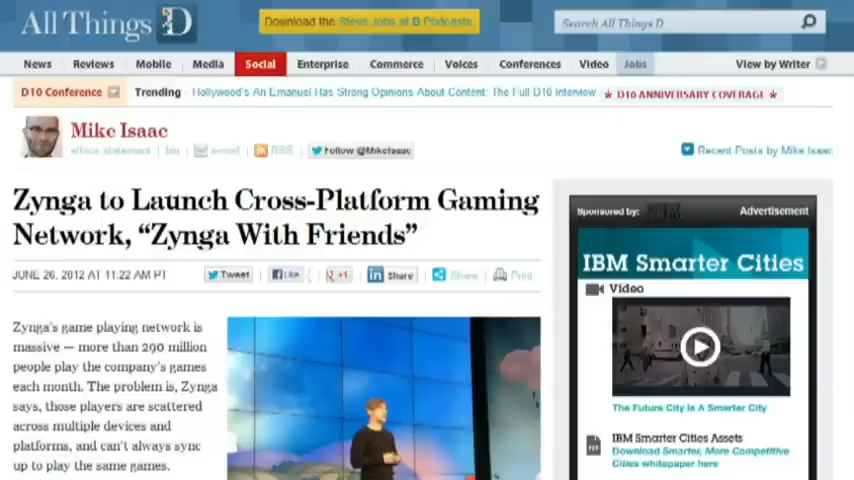 All Things D
Download the Steve Jobs at D Podcasts
Search All Things D
News Reviews Mobile Media Social Enterprise Commerce Voices Conferences Video Jobs View by Writer
D10 Conference Trending Hollywood's Ari Emanuel Has Strong Opinions About Content: The Full D10 Interview ★ D10 ANNIVERSARY COVERAGE ★
Mike Isaac
ethics statement | bio | e-mail | RSS | Follow @MikeIsaac
Recent Posts by Mike Isaac
Zynga to Launch Cross-Platform Gaming
Network, “Zynga With Friends”
JUNE 26, 2012 AT 11:22 AM PT
Tweet | Like | +1 | Share | Share | Print
Zynga's game playing network is
massive — more than 290 million
people play the company's games
each month. The problem is, Zynga
says, those players are scattered
across multiple devices and
platforms, and can't always sync
up to play the same games.
Sponsored by: Advertisement
IBM Smarter Cities
Video
The Future City Is A Smarter City
PDF
IBM Smarter Cities Assets
Download Smarter, More Competitive
Cities whitepaper here